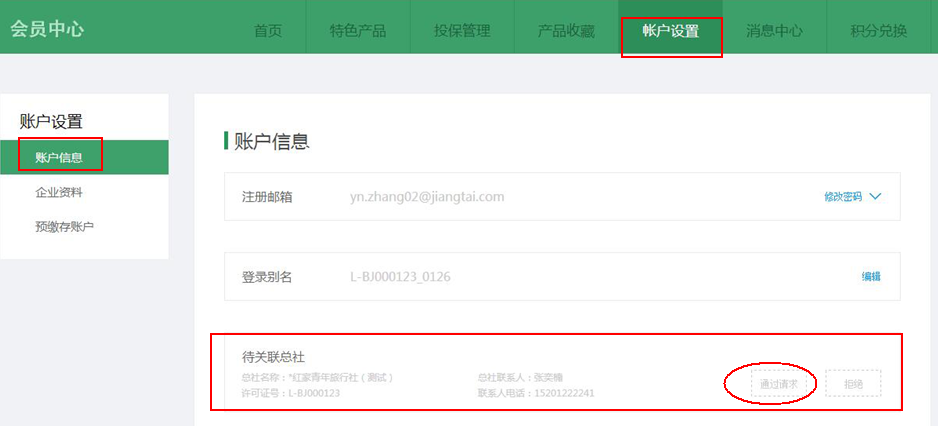 会员中心
首页 特色产品 投保管理 产品收藏 帐户设置 消息中心 积分兑换
账户设置
账户信息
企业资料
预缴存账户
账户信息
注册邮箱 yn.zhang02@jiangtai.com 修改密码
登录别名 L-BJ000123_0126 编辑
待关联总社
总社名称：*红家青年旅行社（测试） 总社联系人：张奕楠
许可证号：L-BJ000123 联系人电话：15201222241
通过请求 拒绝